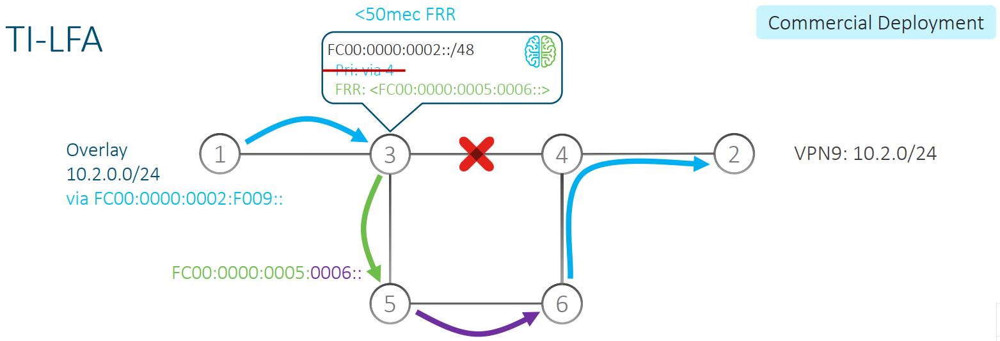 TI-LFA
<50mec FRR
Commercial Deployment
FC00:0000:0002::/48
Pri: via 4
FRR: <FC00:0000:0005:0006::>
Overlay
10.2.0.0/24
via FC00:0000:0002:F009::
1
3
4
2
VPN9: 10.2.0/24
FC00:0000:0005:0006::
5
6